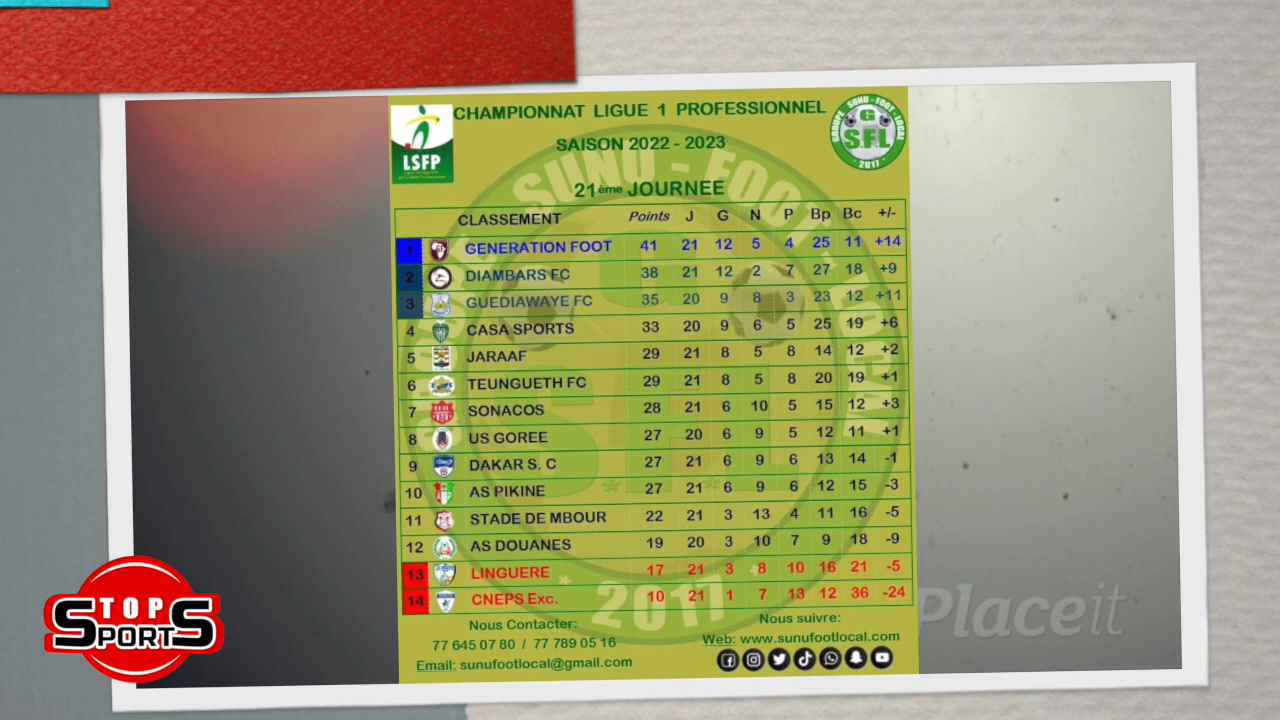 CHAMPIONNAT LIGUE 1 PROFESSIONNEL
SAISON 2022 - 2023
21ème JOURNEE
LSFP
GROUPE SUNU - FOOT - LOCAL
G
SFL
2017
CLASSEMENT Points J G N P Bp Bc +/-
1 GENERATION FOOT 41 21 12 5 4 25 11 +14
2 DIAMBARS FC 38 21 12 2 7 27 18 +9
3 GUEDIAWAYE FC 35 20 9 8 3 23 12 +11
4 CASA SPORTS 33 20 9 6 5 25 19 +6
5 JARAAF 29 21 8 5 8 14 12 +2
6 TEUNGUETH FC 29 21 8 5 8 20 19 +1
7 SONACOS 28 21 6 10 5 15 12 +3
8 US GOREE 27 20 6 9 5 12 11 +1
9 DAKAR S. C 27 21 6 9 6 13 14 -1
10 AS PIKINE 27 21 6 9 6 12 15 -3
11 STADE DE MBOUR 22 21 3 13 4 11 16 -5
12 AS DOUANES 19 20 3 10 7 9 18 -9
13 LINGUERE 17 21 3 8 10 16 21 -5
14 CNEPS Exc. 10 21 1 7 13 12 36 -24
Nous Contacter:
77 645 07 80 / 77 789 05 16
Email; sunufootlocal@gmail.com
Nous suivre:
Web: www.sunufootlocal.com
SUNU - FOOT - LOCAL
* 2017 *
STOPS
SPORTS
Placeit